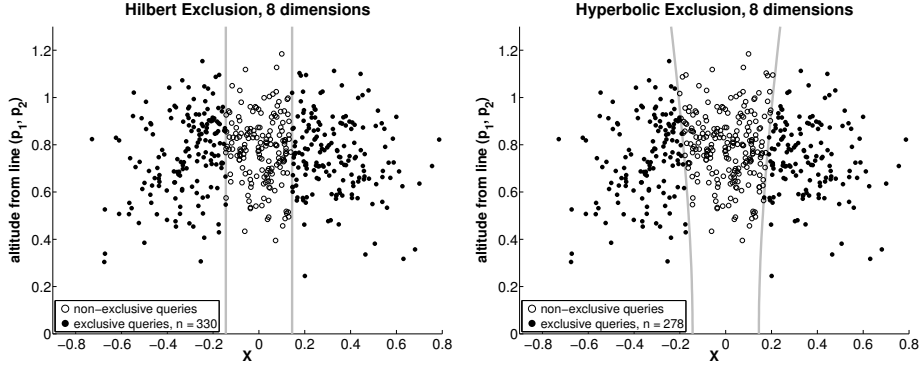 Hilbert Exclusion, 8 dimensions
altitude from line (p1, p2)
1.2
1
0.8
0.6
0.4
0.2
0
non−exclusive queries
exclusive queries, n = 330
−0.8 −0.6 −0.4 −0.2 0 0.2 0.4 0.6 0.8
X
Hyperbolic Exclusion, 8 dimensions
altitude from line (p1, p2)
1.2
1
0.8
0.6
0.4
0.2
0
non−exclusive queries
exclusive queries, n = 278
−0.8 −0.6 −0.4 −0.2 0 0.2 0.4 0.6 0.8
X